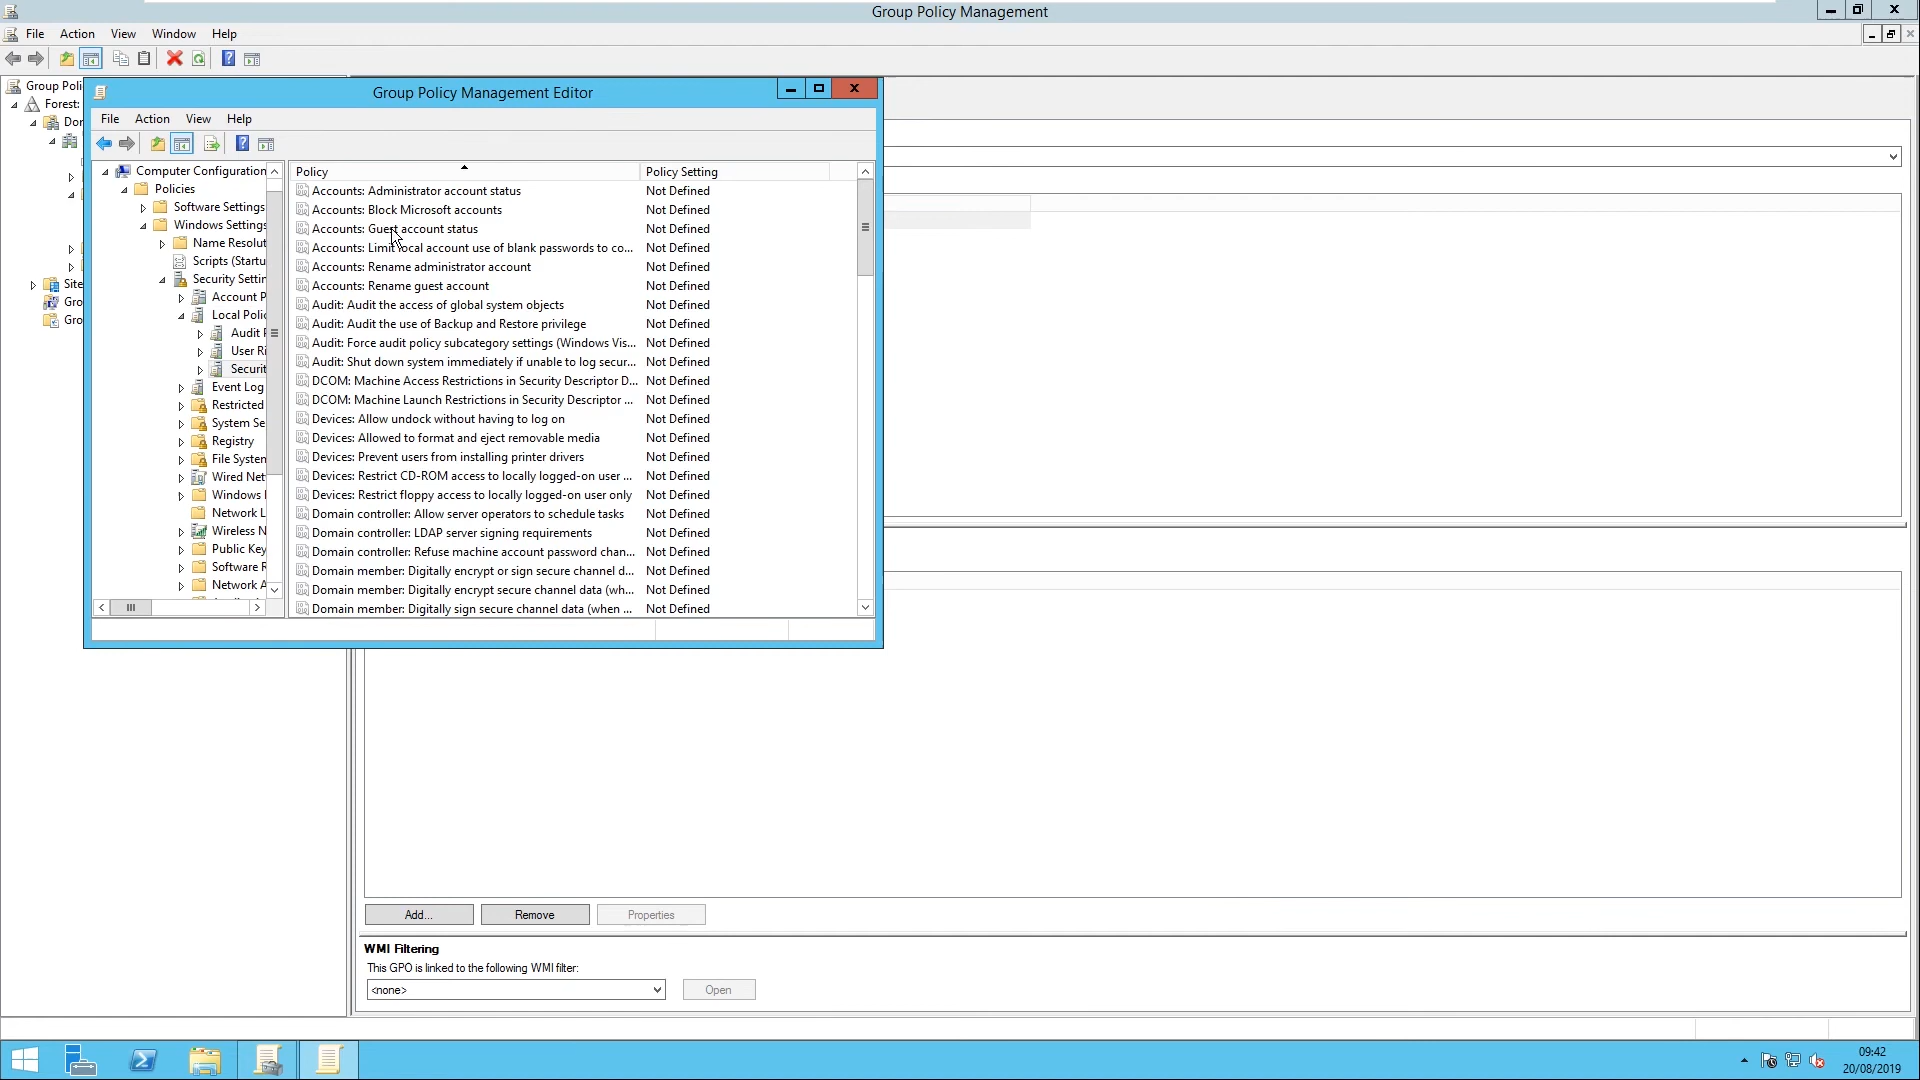 Group Policy Management
File Action View Window Help
Group Poli
Forest:
Dor
Site
Gro
Gro
Group Policy Management Editor
File Action View Help
Computer Configuration
Policies
Software Settings
Windows Settings
Name Resolut
Scripts (Startu
Security Settin
Account P
Local Polic
Audit P
User Ri
Securit
Event Log
Restricted
System Se
Registry
File System
Wired Net
Windows
Network L
Wireless N
Public Key
Software R
Network A
Policy Policy Setting
Accounts: Administrator account status Not Defined
Accounts: Block Microsoft accounts Not Defined
Accounts: Guest account status Not Defined
Accounts: Limit local account use of blank passwords to co... Not Defined
Accounts: Rename administrator account Not Defined
Accounts: Rename guest account Not Defined
Audit: Audit the access of global system objects Not Defined
Audit: Audit the use of Backup and Restore privilege Not Defined
Audit: Force audit policy subcategory settings (Windows Vis... Not Defined
Audit: Shut down system immediately if unable to log secur... Not Defined
DCOM: Machine Access Restrictions in Security Descriptor D... Not Defined
DCOM: Machine Launch Restrictions in Security Descriptor ... Not Defined
Devices: Allow undock without having to log on Not Defined
Devices: Allowed to format and eject removable media Not Defined
Devices: Prevent users from installing printer drivers Not Defined
Devices: Restrict CD-ROM access to locally logged-on user ... Not Defined
Devices: Restrict floppy access to locally logged-on user only Not Defined
Domain controller: Allow server operators to schedule tasks Not Defined
Domain controller: LDAP server signing requirements Not Defined
Domain controller: Refuse machine account password chan... Not Defined
Domain member: Digitally encrypt or sign secure channel d... Not Defined
Domain member: Digitally encrypt secure channel data (wh... Not Defined
Domain member: Digitally sign secure channel data (when ... Not Defined
Add... Remove Properties
WMI Filtering
This GPO is linked to the following WMI filter:
<none> Open
09:42
20/08/2019